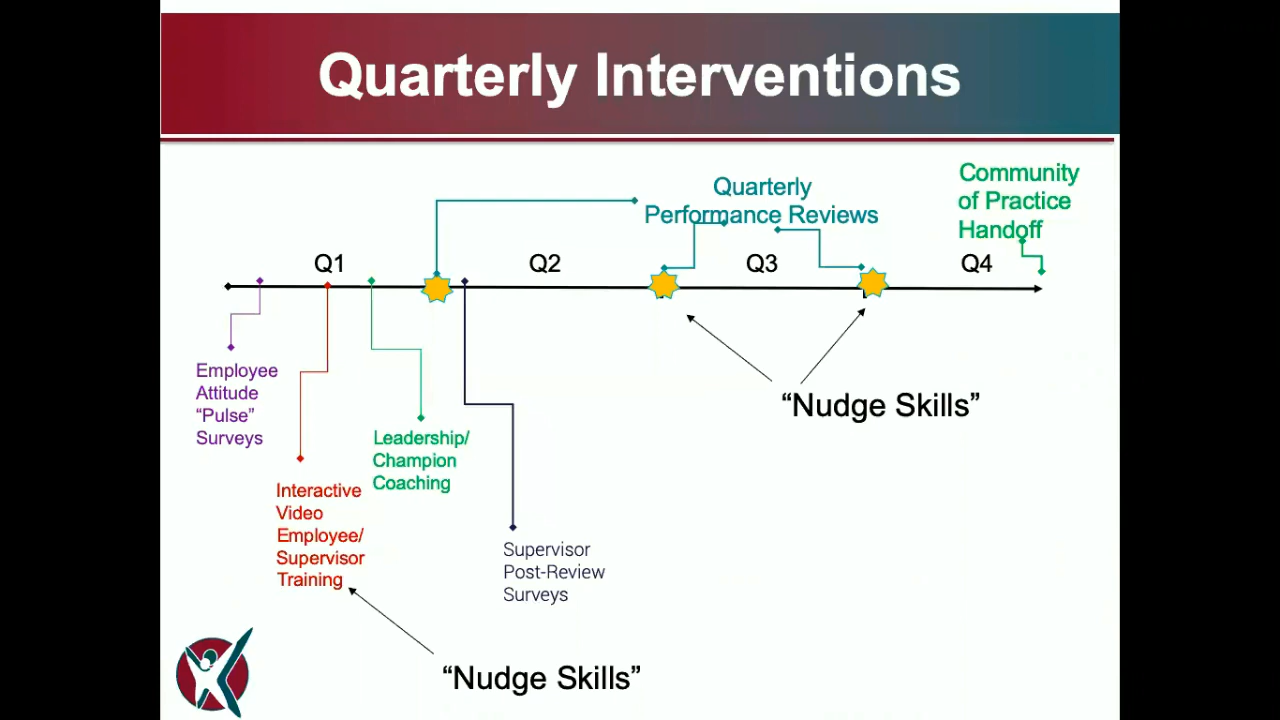 Quarterly Interventions
Community
of Practice
Handoff
Quarterly
Performance Reviews
Q1
Q2
Q3
Q4
Employee
Attitude
“Pulse”
Surveys
Interactive
Video
Employee/
Supervisor
Training
Leadership/
Champion
Coaching
Supervisor
Post-Review
Surveys
“Nudge Skills”
“Nudge Skills”